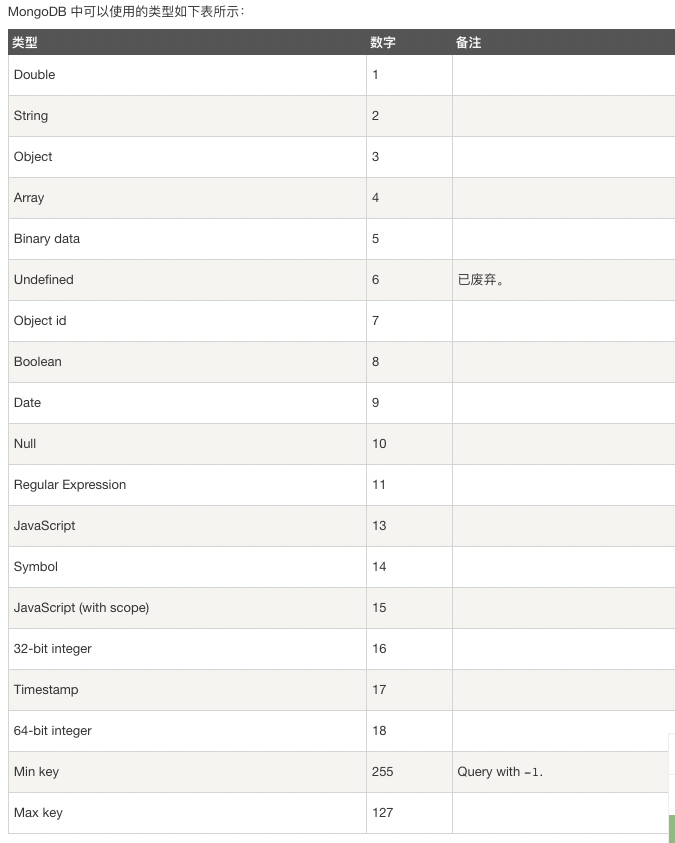 MongoDB 中可以使用的类型如下表所示：
类型 数字 备注
Double 1
String 2
Object 3
Array 4
Binary data 5
Undefined 6 已废弃。
Object id 7
Boolean 8
Date 9
Null 10
Regular Expression 11
JavaScript 13
Symbol 14
JavaScript (with scope) 15
32-bit integer 16
Timestamp 17
64-bit integer 18
Min key 255 Query with -1.
Max key 127